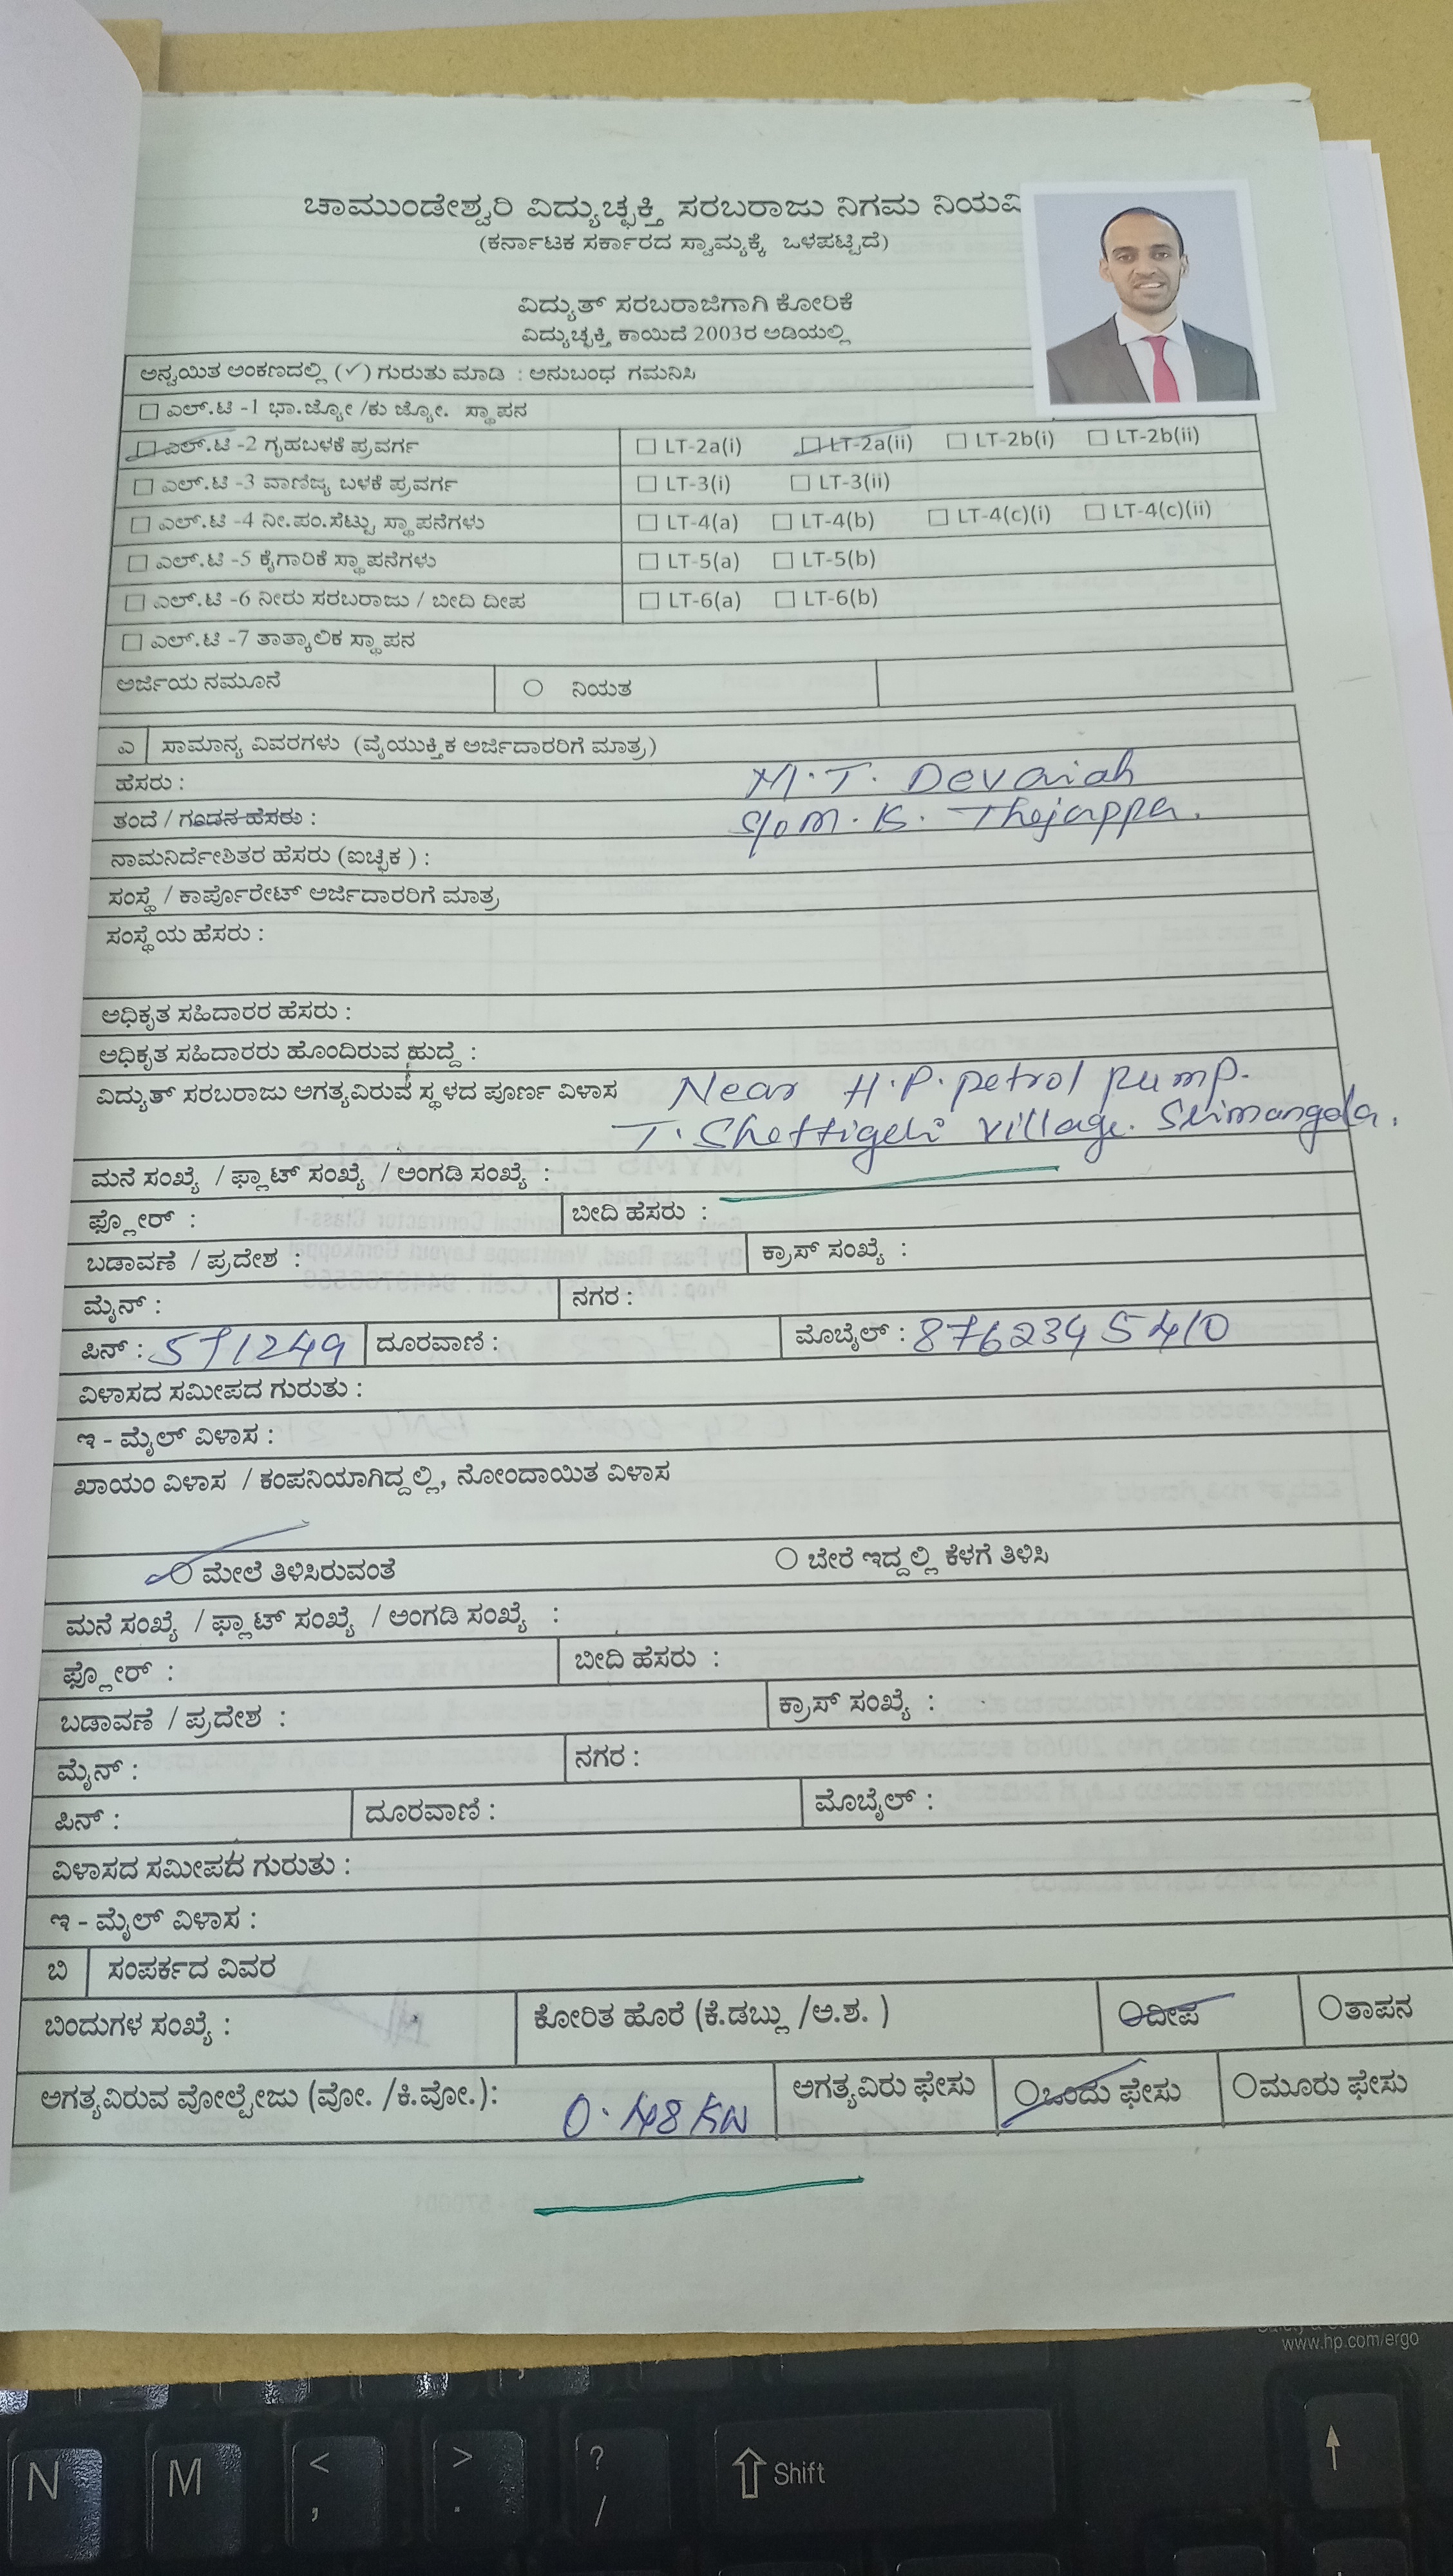 ಚಾಮುಂಡೇಶ್ವರಿ ವಿದ್ಯುಚ್ಛಕ್ತಿ ಸರಬರಾಜು ನಿಗಮ ನಿಯಮಿ
(ಕರ್ನಾಟಕ ಸರ್ಕಾರದ ಸ್ವಾಮ್ಯಕ್ಕೆ ಒಳಪಟ್ಟಿದೆ)
ವಿದ್ಯುತ್ ಸರಬರಾಜಿಗಾಗಿ ಕೋರಿಕೆ
ವಿದ್ಯುಚ್ಛಕ್ತಿ ಕಾಯಿದೆ 2003ರ ಅಡಿಯಲ್ಲಿ
ಅನ್ವಯಿತ ಅಂಕಣದಲ್ಲಿ (✓) ಗುರುತು ಮಾಡಿ : ಅನುಬಂಧ ಗಮನಿಸಿ
☐ ಎಲ್.ಟಿ -1 ಭಾ.ಜ್ಯೋ /ಕು ಜ್ಯೋ. ಸ್ಥಾಪನ
☐ ಎಲ್.ಟಿ -2 ಗೃಹಬಳಕೆ ಪ್ರವರ್ಗ ☐ LT-2a(i) ☐ LT-2a(ii) ☐ LT-2b(i) ☐ LT-2b(ii)
☐ ಎಲ್.ಟಿ -3 ವಾಣಿಜ್ಯ ಬಳಕೆ ಪ್ರವರ್ಗ ☐ LT-3(i) ☐ LT-3(ii)
☐ ಎಲ್.ಟಿ -4 ನೀ.ಪಂ.ಸೆಟ್ಟು ಸ್ಥಾಪನೆಗಳು ☐ LT-4(a) ☐ LT-4(b) ☐ LT-4(c)(i) ☐ LT-4(c)(ii)
☐ ಎಲ್.ಟಿ -5 ಕೈಗಾರಿಕೆ ಸ್ಥಾಪನೆಗಳು ☐ LT-5(a) ☐ LT-5(b)
☐ ಎಲ್.ಟಿ -6 ನೀರು ಸರಬರಾಜು / ಬೀದಿ ದೀಪ ☐ LT-6(a) ☐ LT-6(b)
☐ ಎಲ್.ಟಿ -7 ತಾತ್ಕಾಲಿಕ ಸ್ಥಾಪನ
ಅರ್ಜಿಯ ನಮೂನೆ ○ ನಿಯತ
ಎ ಸಾಮಾನ್ಯ ವಿವರಗಳು (ವೈಯುಕ್ತಿಕ ಅರ್ಜಿದಾರರಿಗೆ ಮಾತ್ರ)
ಹೆಸರು : M.T. Devaiah
ತಂದೆ / ಗಂಡನ ಹೆಸರು : S/o M.K. Thejappa.
ನಾಮನಿರ್ದೇಶಿತರ ಹೆಸರು (ಐಚ್ಛಿಕ ) :
ಸಂಸ್ಥೆ / ಕಾರ್ಪೊರೇಟ್ ಅರ್ಜಿದಾರರಿಗೆ ಮಾತ್ರ
ಸಂಸ್ಥೆಯ ಹೆಸರು :
ಅಧಿಕೃತ ಸಹಿದಾರರ ಹೆಸರು :
ಅಧಿಕೃತ ಸಹಿದಾರರು ಹೊಂದಿರುವ ಹುದ್ದೆ :
ವಿದ್ಯುತ್ ಸರಬರಾಜು ಅಗತ್ಯವಿರುವ ಸ್ಥಳದ ಪೂರ್ಣ ವಿಳಾಸ Near H.P. petrol pump.
T. Shettigeri village. Srimangala.
ಮನೆ ಸಂಖ್ಯೆ / ಫ್ಲಾಟ್ ಸಂಖ್ಯೆ / ಅಂಗಡಿ ಸಂಖ್ಯೆ :
ಫ್ಲೋರ್ : ಬೀದಿ ಹೆಸರು :
ಬಡಾವಣೆ / ಪ್ರದೇಶ : ಕ್ರಾಸ್ ಸಂಖ್ಯೆ :
ಮೈನ್ : ನಗರ :
ಪಿನ್ : 571249 ದೂರವಾಣಿ : ಮೊಬೈಲ್ : 8762345410
ವಿಳಾಸದ ಸಮೀಪದ ಗುರುತು :
ಇ - ಮೈಲ್ ವಿಳಾಸ :
ಖಾಯಂ ವಿಳಾಸ / ಕಂಪನಿಯಾಗಿದ್ದಲ್ಲಿ, ನೋಂದಾಯಿತ ವಿಳಾಸ
○ ಮೇಲೆ ತಿಳಿಸಿರುವಂತೆ ○ ಬೇರೆ ಇದ್ದಲ್ಲಿ ಕೆಳಗೆ ತಿಳಿಸಿ
ಮನೆ ಸಂಖ್ಯೆ / ಫ್ಲಾಟ್ ಸಂಖ್ಯೆ / ಅಂಗಡಿ ಸಂಖ್ಯೆ :
ಫ್ಲೋರ್ : ಬೀದಿ ಹೆಸರು :
ಬಡಾವಣೆ / ಪ್ರದೇಶ : ಕ್ರಾಸ್ ಸಂಖ್ಯೆ :
ಮೈನ್ : ನಗರ :
ಪಿನ್ : ದೂರವಾಣಿ : ಮೊಬೈಲ್ :
ವಿಳಾಸದ ಸಮೀಪದ ಗುರುತು :
ಇ - ಮೈಲ್ ವಿಳಾಸ :
ಬಿ ಸಂಪರ್ಕದ ವಿವರ
ಬಿಂದುಗಳ ಸಂಖ್ಯೆ : ಕೋರಿತ ಹೊರೆ (ಕೆ.ಡಬ್ಲು /ಅ.ಶ. ) ○ದೀಪ ○ತಾಪನ
ಅಗತ್ಯವಿರುವ ವೋಲ್ಟೇಜು (ವೋ. /ಕಿ.ವೋ.): 0.48 KW ಅಗತ್ಯವಿರು ಫೇಸು ○ಒಂದು ಫೇಸು ○ಮೂರು ಫೇಸು
www.hp.com/ergo
N M < , > . ? / Shift